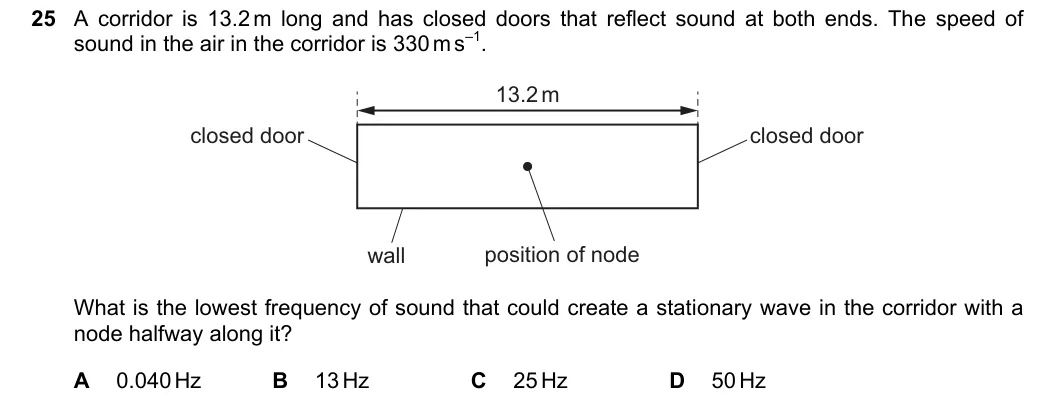 25 A corridor is 13.2 m long and has closed doors that reflect sound at both ends. The speed of
sound in the air in the corridor is 330 m s⁻¹.
13.2 m
closed door
closed door
wall
position of node
What is the lowest frequency of sound that could create a stationary wave in the corridor with a
node halfway along it?
A 0.040 Hz B 13 Hz C 25 Hz D 50 Hz